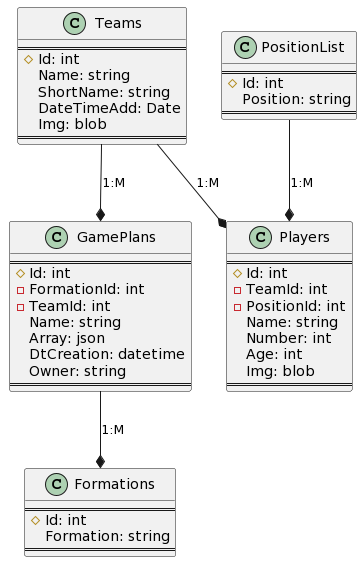 C Teams
Id: int
Name: string
ShortName: string
DateTimeAdd: Date
Img: blob
C PositionList
Id: int
Position: string
1:M
1:M
1:M
C GamePlans
Id: int
FormationId: int
TeamId: int
Name: string
Array: json
DtCreation: datetime
Owner: string
C Players
Id: int
TeamId: int
PositionId: int
Name: string
Number: int
Age: int
Img: blob
1:M
C Formations
Id: int
Formation: string